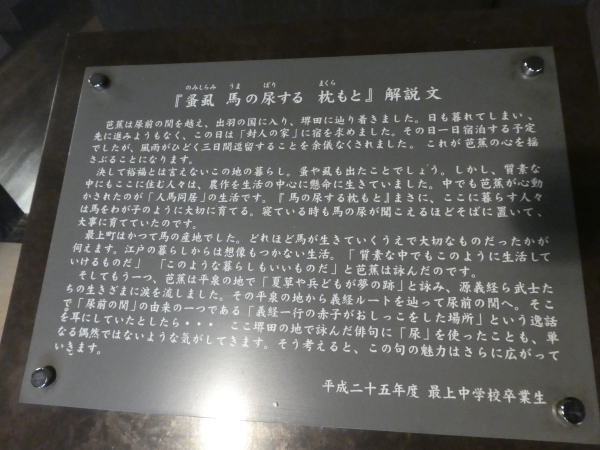 のみしらみ うま ばり まくら
『蚤虱 馬の尿する 枕もと』 解説文
芭蕉は尿前の関を越え、出羽の国に入り、堺田に辿り着きました。日も暮れてしまい、
先に進みようもなく、この日は「封人の家」に宿を求めました。その日一日宿泊する予定
でしたが、風雨がひどく三日間逗留することを余儀なくされました。 これが芭蕉の心を揺
さぶることになります。
決して裕福とは言えないこの地の暮らし。蚤や虱も出たことでしょう。しかし、質素な
中にもここに住む人々は、農作を生活の中心に懸命に生きていました。中でも芭蕉が心動
かされたのが「人馬同居」の生活です。『 馬の尿する枕もと』まさに、ここに暮らす人々
は馬をわが子のように大切に育てる。寝ている時も馬の尿が聞こえるほどそばに置いて、
大事に育てていたのです。
最上町はかつて馬の産地でした。どれほど馬が生きていくうえで大切なものだったかが
伺えます。江戸の暮らしからは想像もつかない生活。「質素な中でもこのように生活して
いけるものだ」 「このような暮らしもいいものだ」と芭蕉は詠んだのです。
そしてもう一つ、芭蕉は平泉の地で「夏草や兵どもが夢の跡」と詠み、源義経ら武士た
ちの生きざまに涙を流しました。その平泉の地から義経ルートを辿って尿前の関へ。そこ
で「尿前の関」の由来の一つである「義経一行の赤子がおしっこをした場所」という逸話
を耳にしていたとしたら・・・ ここ堺田の地で詠んだ俳句に「尿」を使ったことも、単
なる偶然ではないような気がしてきます。そう考えると、この句の魅力はさらに広がって
いきます。
平成二十五年度 最上中学校卒業生